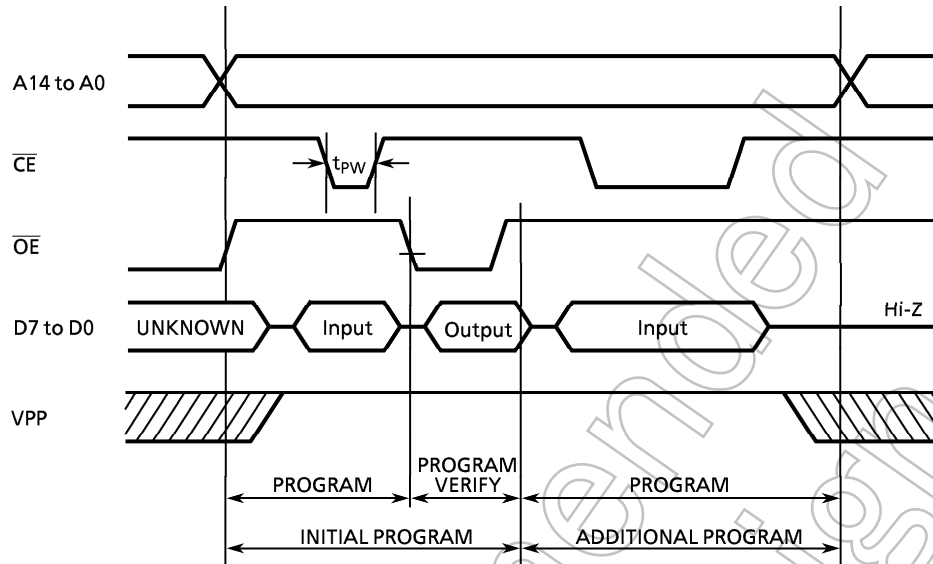 A14 to A0
CE
tPW
OE
D7 to D0
UNKNOWN
Input
Output
Input
Hi-Z
VPP
PROGRAM
PROGRAM
VERIFY
PROGRAM
INITIAL PROGRAM
ADDITIONAL PROGRAM